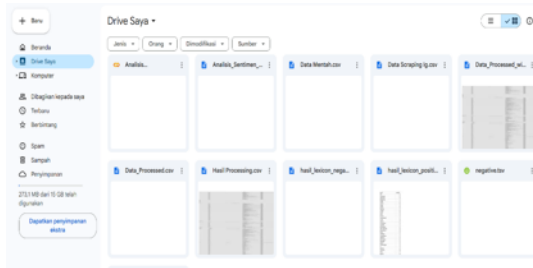 Baru
Drive Saya
Jenis
Orang
Dimodifikasi
Sumber
Beranda
Drive Saya
Komputer
Dibagikan kepada saya
Terbaru
Berbintang
Spam
Sampah
Penyimpanan
273,1 MB dari 15 GB telah
digunakan
Dapatkan penyimpanan
ekstra
Analisis...
Analisis_Sentimen_...
Data Mentah.csv
Data Scraping ig.csv
Data_Processed_wi...
Data_Processed.csv
Hasil Processing.csv
hasil_lexicon_nega...
hasil_lexicon_positi...
negative.tsv